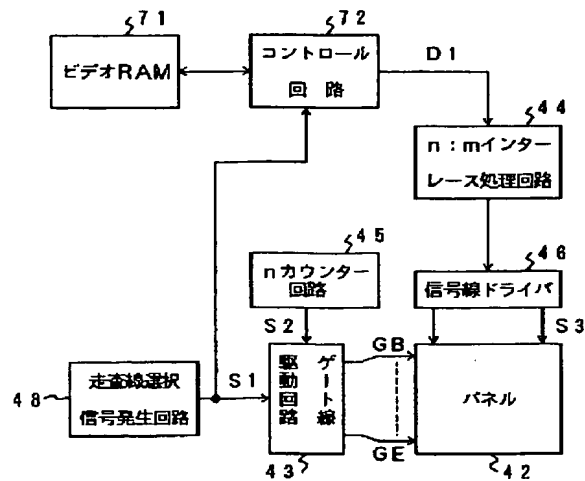 71
ビデオRAM
72
コントロール
回路
D1
44
n:mインター
レース処理回路
45
nカウンター
回路
46
信号線ドライバ
S2
S3
GB
48
走査線選択
信号発生回路
S1
ゲート線
駆動回路
43
GE
パネル
42